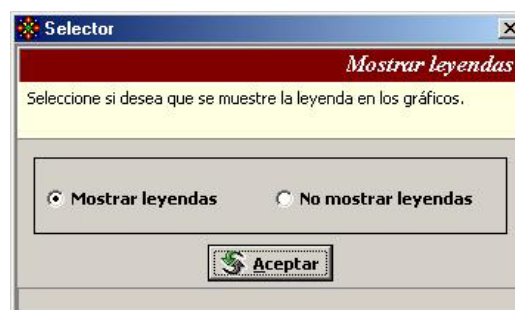 Selector
Mostrar leyendas
Seleccione si desea que se muestre la leyenda en los gráficos.
Mostrar leyendas No mostrar leyendas
Aceptar